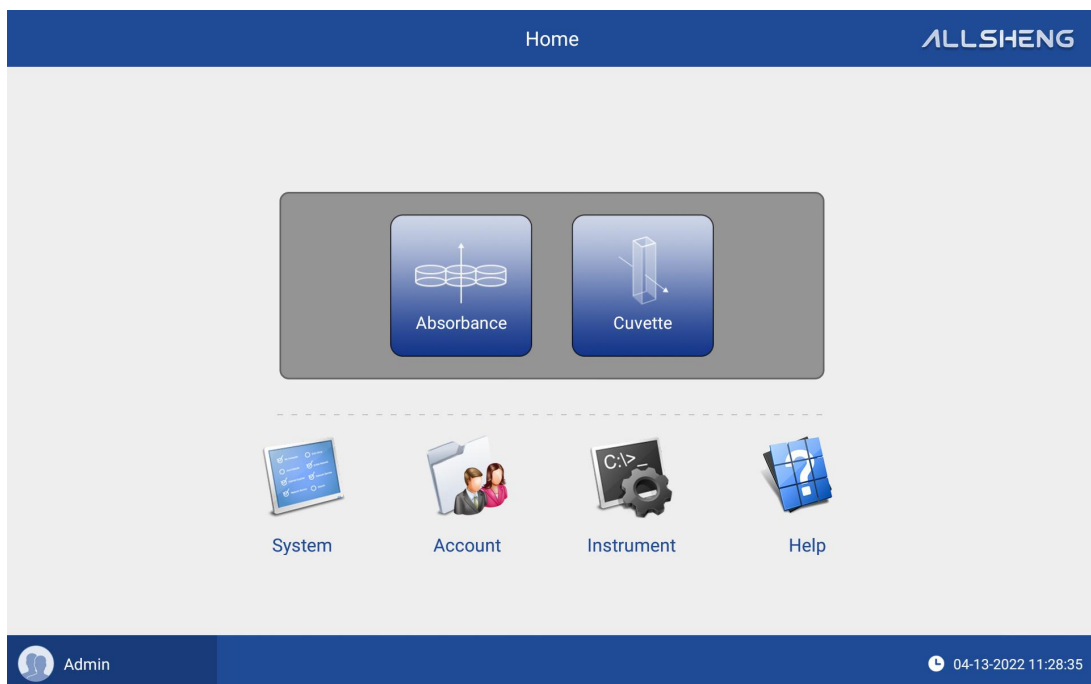 Home
ALLSHENG
Absorbance
Cuvette
C:\>_
System
Account
Instrument
Help
Admin
04-13-2022 11:28:35